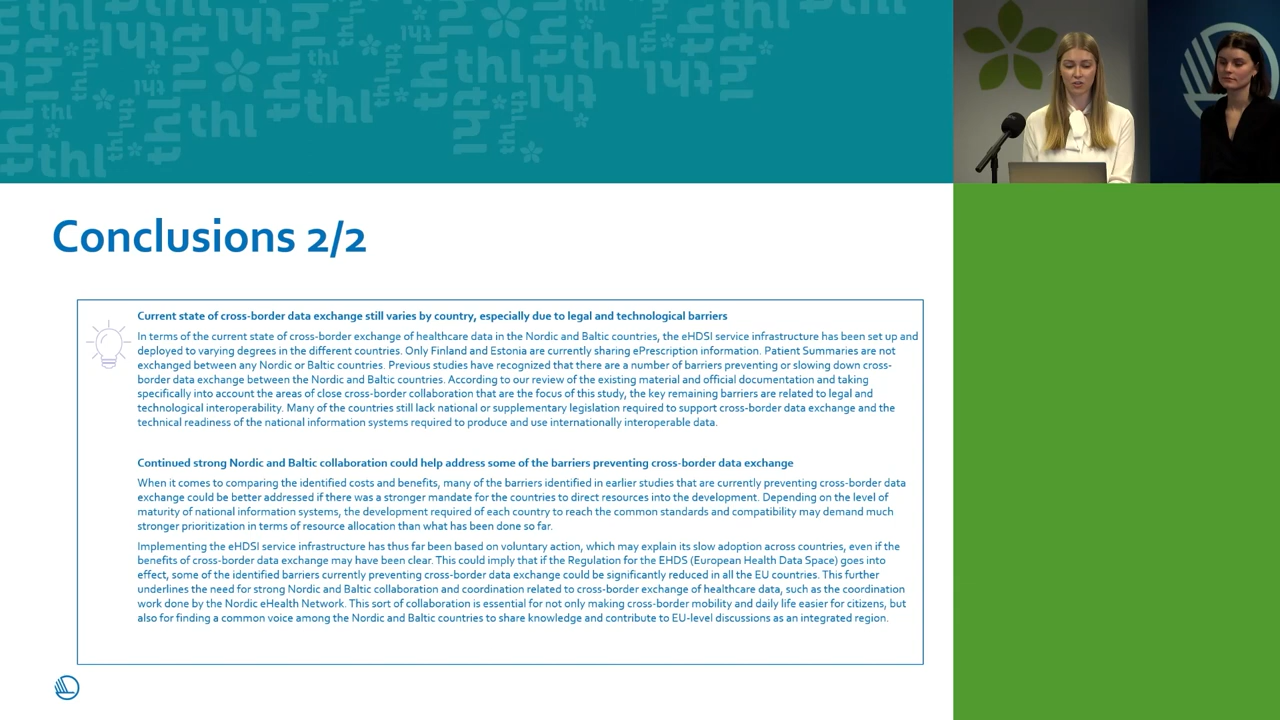 thl thl thl thl thl thl thl thl thl thl thl thl thl thl thl
Conclusions 2/2
Current state of cross-border data exchange still varies by country, especially due to legal and technological barriers
In terms of the current state of cross-border exchange of healthcare data in the Nordic and Baltic countries, the eHDSI service infrastructure has been set up and
deployed to varying degrees in the different countries. Only Finland and Estonia are currently sharing ePrescription information. Patient Summaries are not
exchanged between any Nordic or Baltic countries. Previous studies have recognized that there are a number of barriers preventing or slowing down cross-
border data exchange between the Nordic and Baltic countries. According to our review of the existing material and official documentation and taking
specifically into account the areas of close cross-border collaboration that are the focus of this study, the key remaining barriers are related to legal and
technological interoperability. Many of the countries still lack national or supplementary legislation required to support cross-border data exchange and the
technical readiness of the national information systems required to produce and use internationally interoperable data.
Continued strong Nordic and Baltic collaboration could help address some of the barriers preventing cross-border data exchange
When it comes to comparing the identified costs and benefits, many of the barriers identified in earlier studies that are currently preventing cross-border data
exchange could be better addressed if there was a stronger mandate for the countries to direct resources into the development. Depending on the level of
maturity of national information systems, the development required of each country to reach the common standards and compatibility may demand much
stronger prioritization in terms of resource allocation than what has been done so far.
Implementing the eHDSI service infrastructure has thus far been based on voluntary action, which may explain its slow adoption across countries, even if the
benefits of cross-border data exchange may have been clear. This could imply that if the Regulation for the EHDS (European Health Data Space) goes into
effect, some of the identified barriers currently preventing cross-border data exchange could be significantly reduced in all the EU countries. This further
underlines the need for strong Nordic and Baltic collaboration and coordination related to cross-border exchange of healthcare data, such as the coordination
work done by the Nordic eHealth Network. This sort of collaboration is essential for not only making cross-border mobility and daily life easier for citizens, but
also for finding a common voice among the Nordic and Baltic countries to share knowledge and contribute to EU-level discussions as an integrated region.